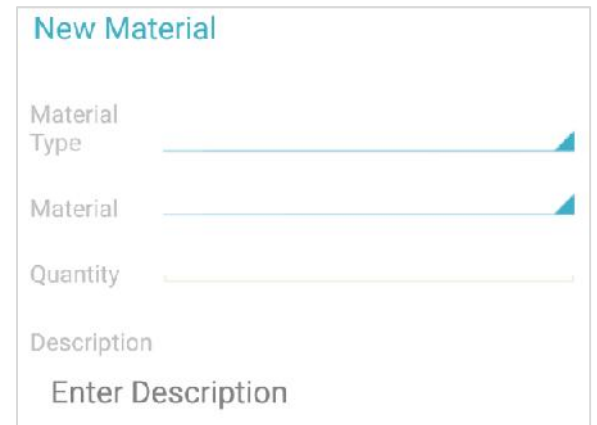 New Material
Material
Type
Material
Quantity
Description
Enter Description